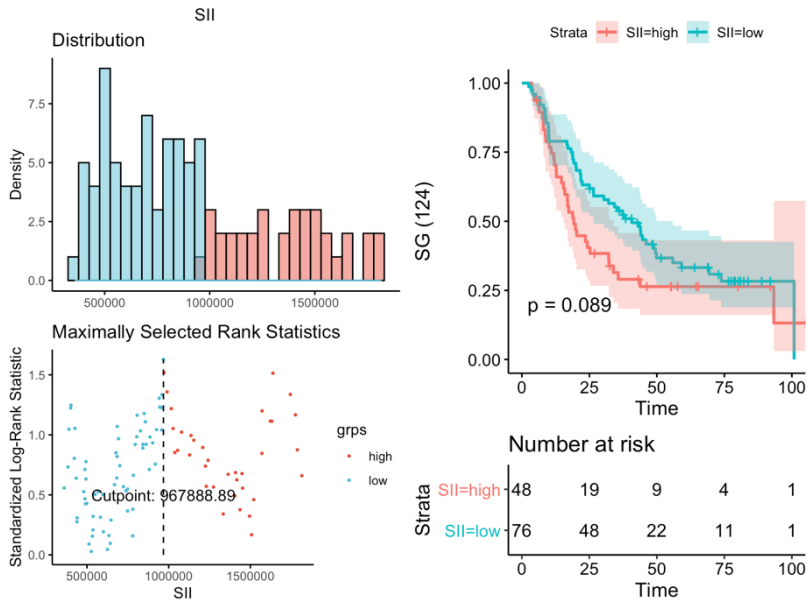 SII
Distribution
Density
7.5
5.0
2.5
0.0
500000 1000000 1500000
Maximally Selected Rank Statistics
Standardized Log-Rank Statistic
1.5
1.0
0.5
0.0
Cutpoint: 967888.89
500000 1000000 1500000
SII
grps
high
low
Strata SII=high SII=low
SG (124)
1.00
0.75
0.50
0.25
0.00
p = 0.089
0 25 50 75 100
Time
Number at risk
Strata
SII=high 48 19 9 4 1
SII=low 76 48 22 11 1
0 25 50 75 100
Time